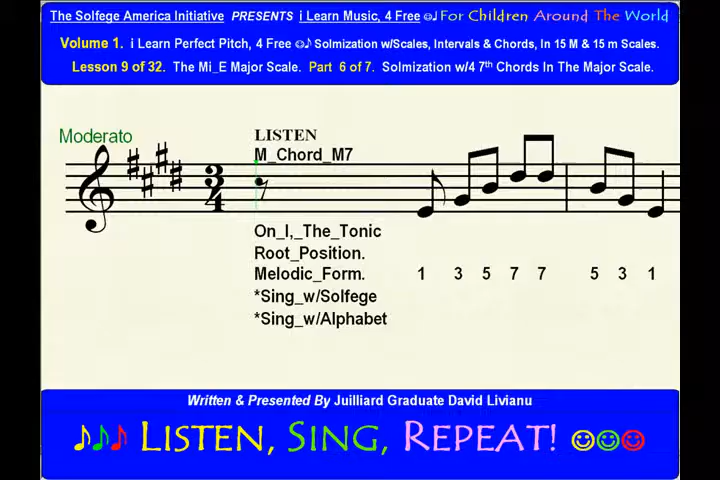 The Solfege America Initiative PRESENTS i Learn Music, 4 Free ☺♪ For Children Around The World
Volume 1. i Learn Perfect Pitch, 4 Free ☺♪ Solmization w/Scales, Intervals & Chords, In 15 M & 15 m Scales.
Lesson 9 of 32. The Mi_E Major Scale. Part 6 of 7. Solmization w/4 7th Chords In The Major Scale.
Moderato
LISTEN
M_Chord_M7
3
4
On_I,_The_Tonic
Root_Position.
Melodic_Form. 1 3 5 7 7 5 3 1
*Sing_w/Solfege
*Sing_w/Alphabet
Written & Presented By Juilliard Graduate David Livianu
♪♪♪ LISTEN, SING, REPEAT! ☺☺☺